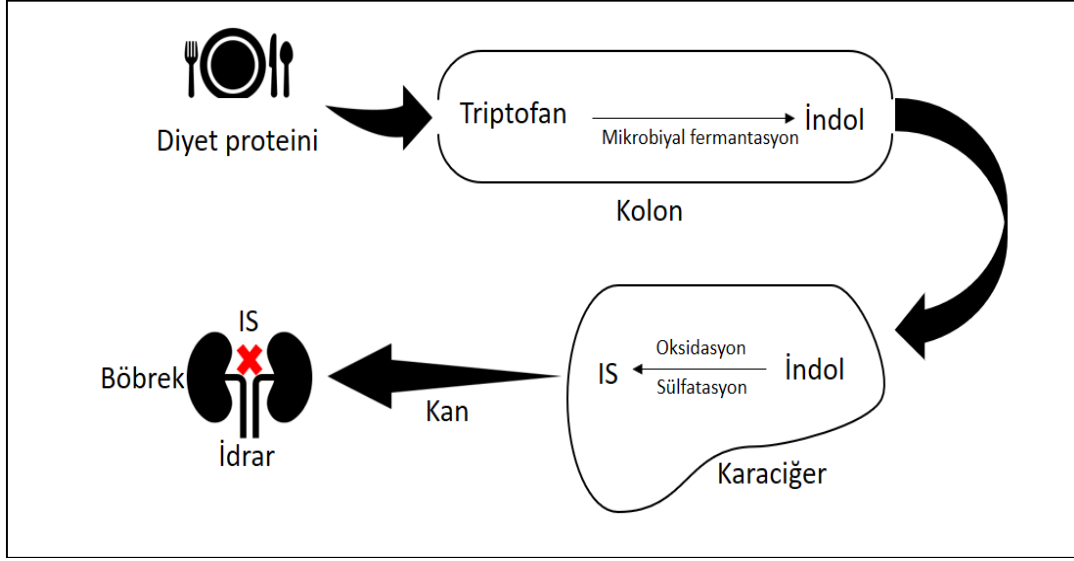 Diyet proteini
Triptofan
Mikrobiyal fermantasyon
İndol
Kolon
İndol
Oksidasyon
Sülfatasyon
IS
Karaciğer
Kan
IS
Böbrek
İdrar